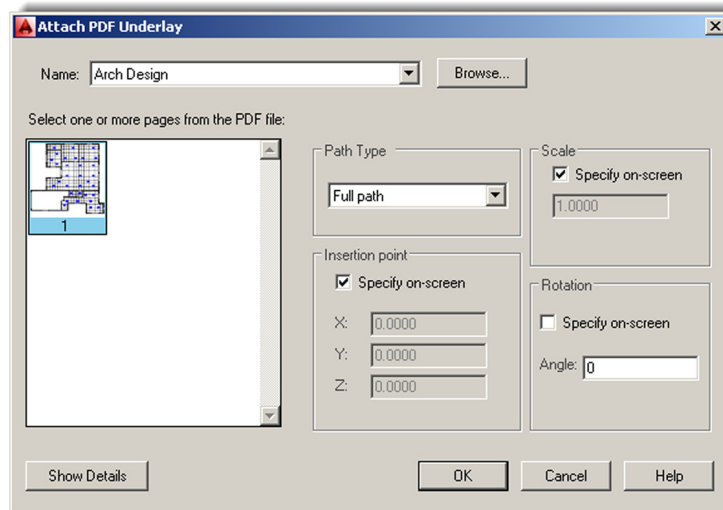 Attach PDF Underlay
Name: Arch Design Browse...
Select one or more pages from the PDF file:
1
Path Type
Full path
Scale
Specify on-screen
1.0000
Insertion point
Specify on-screen
X: 0.0000
Y: 0.0000
Z: 0.0000
Rotation
Specify on-screen
Angle: 0
Show Details OK Cancel Help